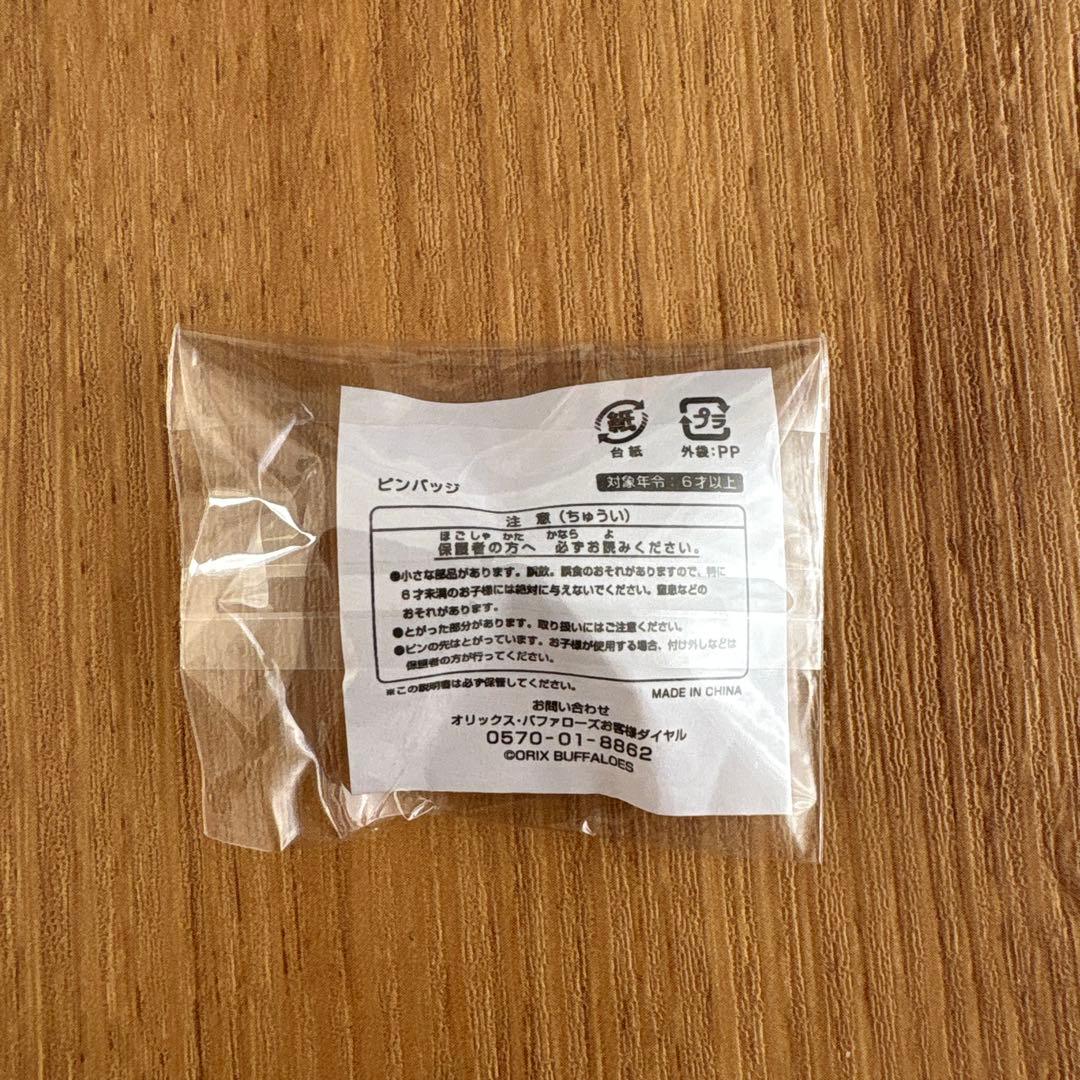 紙
プラ
台紙
外袋:PP
ピンバッジ
対象年令:6才以上
注 意(ちゅうい)
ほごしゃ かた かなら よ
保護者の方へ 必ずお読みください。
●小さな部品があります。誤飲。誤食のおそれがありますので、特に
6才未満のお子様には絶対に与えないでください。窒息などの
おそれがあります。
●とがった部分があります。取り扱いにはご注意ください。
●ピンの先はとがっています。お子様が使用する場合、付け外しなどは
保護者の方が行ってください。
※この説明書は必ず保管してください。
MADE IN CHINA
お問い合わせ
オリックス・バファローズお客様ダイヤル
0570-01-8862
©ORIX BUFFALOES